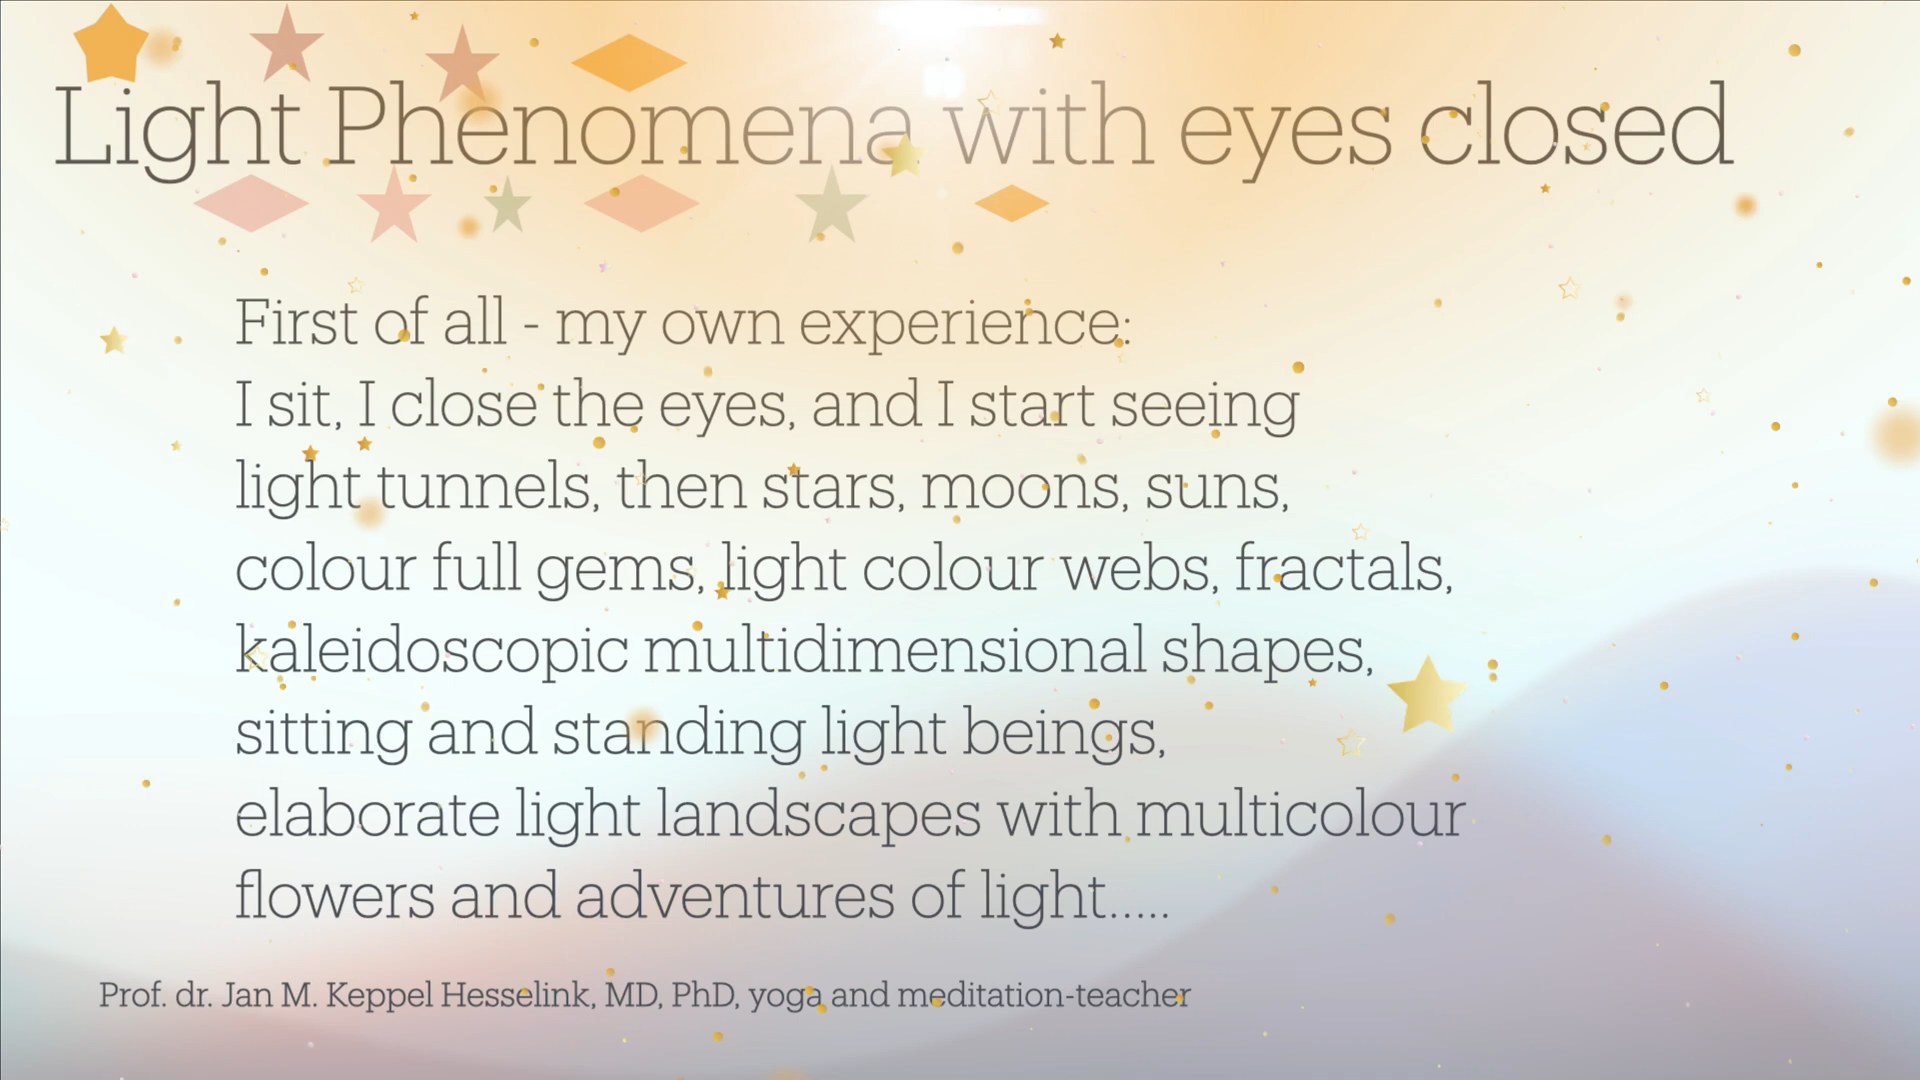 Light Phenomena with eyes closed
First of all - my own experience:
I sit, I close the eyes, and I start seeing
light tunnels, then stars, moons, suns,
colour full gems, light colour webs, fractals,
kaleidoscopic multidimensional shapes,
sitting and standing light beings,
elaborate light landscapes with multicolour
flowers and adventures of light.....
Prof. dr. Jan M. Keppel Hesselink, MD, PhD, yoga and meditation-teacher